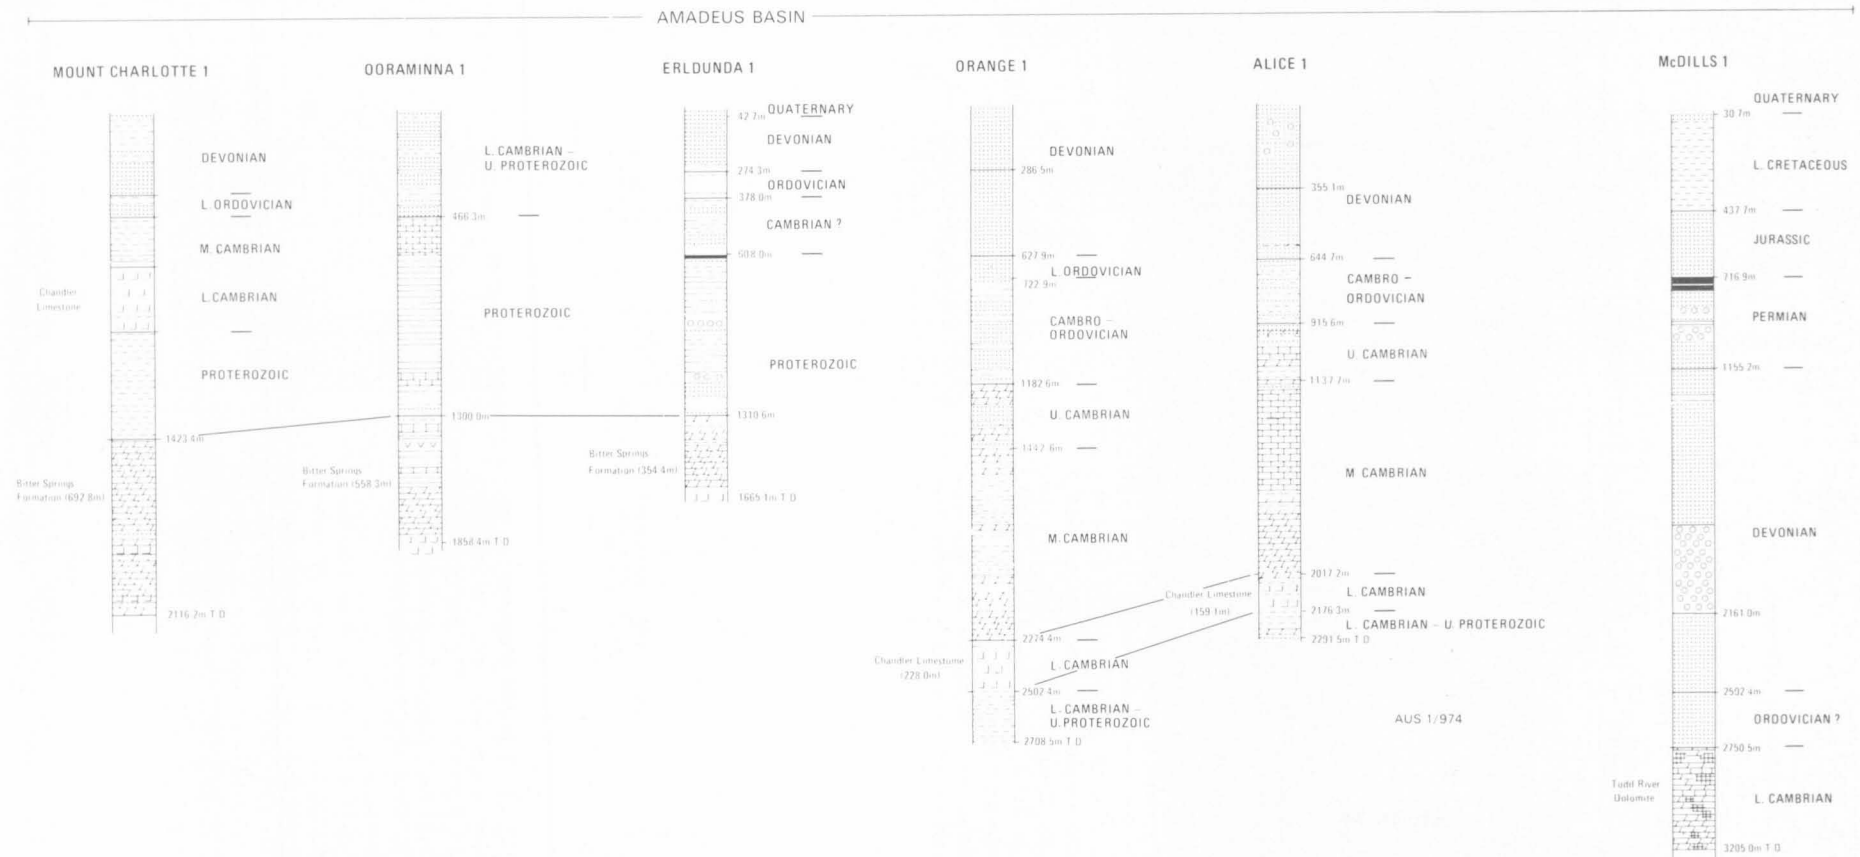 AMADEUS BASIN
MOUNT CHARLOTTE 1
DEVONIAN
L. ORDOVICIAN
M. CAMBRIAN
Chandler
Limestone
L. CAMBRIAN
PROTEROZOIC
1423.4m
Bitter Springs
Formation (692.8m)
2116.2m T.D
OORAMINNA 1
L. CAMBRIAN –
U. PROTEROZOIC
466.3m
PROTEROZOIC
1300.0m
Bitter Springs
Formation (558.3m)
1858.4m T.D
ERLDUNDA 1
QUATERNARY
42.7m
DEVONIAN
274.3m
ORDOVICIAN
378.0m
CAMBRIAN ?
608.0m
PROTEROZOIC
1310.6m
Bitter Springs
Formation (354.4m)
1665.1m T.D
ORANGE 1
DEVONIAN
286.5m
627.9m
L. ORDOVICIAN
722.9m
CAMBRO –
ORDOVICIAN
1182.6m
U. CAMBRIAN
1442.6m
M. CAMBRIAN
2274.4m
Chandler Limestone
(228.0m)
L. CAMBRIAN
2502.4m
L. CAMBRIAN –
U. PROTEROZOIC
2708.5m T.D
ALICE 1
355.1m
DEVONIAN
644.7m
CAMBRO –
ORDOVICIAN
915.6m
U. CAMBRIAN
1137.7m
M. CAMBRIAN
2017.2m
Chandler Limestone
(159.1m)
L. CAMBRIAN
2176.3m
L. CAMBRIAN – U. PROTEROZOIC
2291.5m T.D
AUS 1/974
McDILLS 1
QUATERNARY
38.7m
L. CRETACEOUS
437.7m
JURASSIC
716.9m
PERMIAN
1155.2m
DEVONIAN
2161.0m
2502.4m
ORDOVICIAN ?
2750.5m
Todd River
Dolomite
L. CAMBRIAN
3205.0m T.D